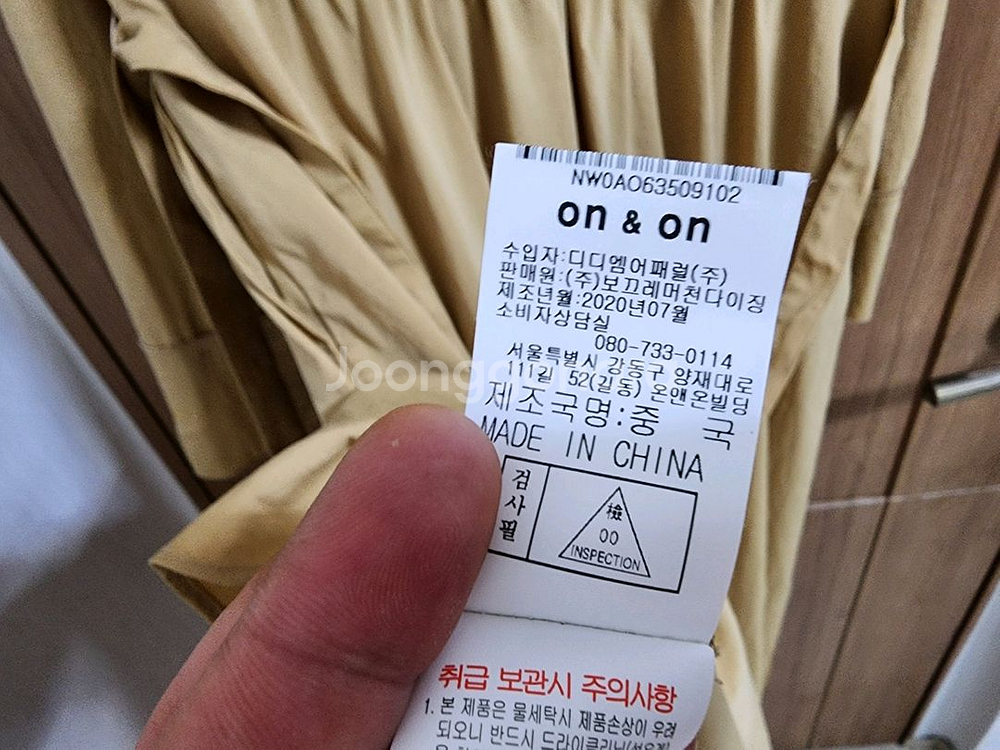 NW0AO63509102
on & on
수입자:디디엠어패럴(주)
판매원:(주)보끄레머천다이징
제조년월:2020년07월
소비자상담실
080-733-0114
서울특별시 강동구 양재대로
111길 52(길동) 온앤온빌딩
제조국명:중 국
MADE IN CHINA
검사필
檢
00
INSPECTION
취급 보관시 주의사항
1. 본 제품은 물세탁시 제품손상이 우려
되오니 반드시 드라이크리닝